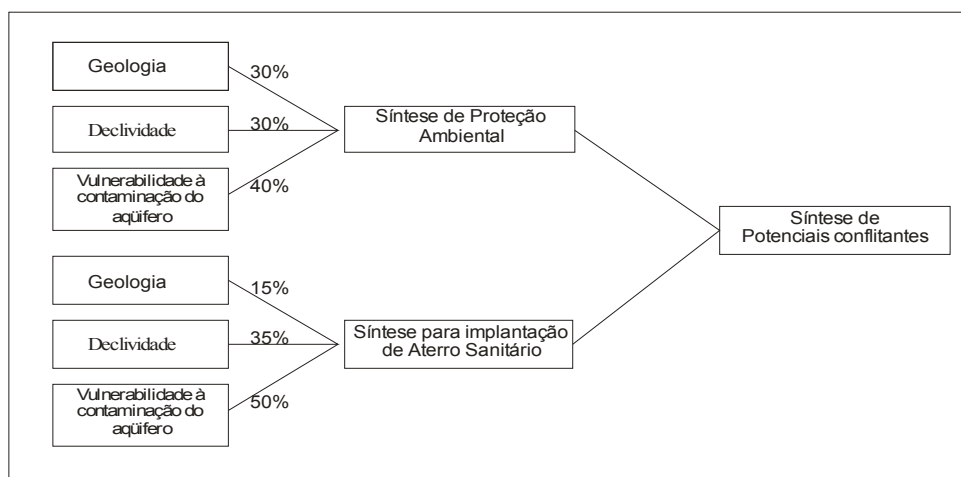 Geologia
30%
Declividade
30%
Vulnerabilidade à
contaminação do
aqüífero
40%
Síntese de Proteção
Ambiental
Geologia
15%
Declividade
35%
Vulnerabilidade à
contaminação do
aqüífero
50%
Síntese para implantação
de Aterro Sanitário
Síntese de
Potenciais conflitantes